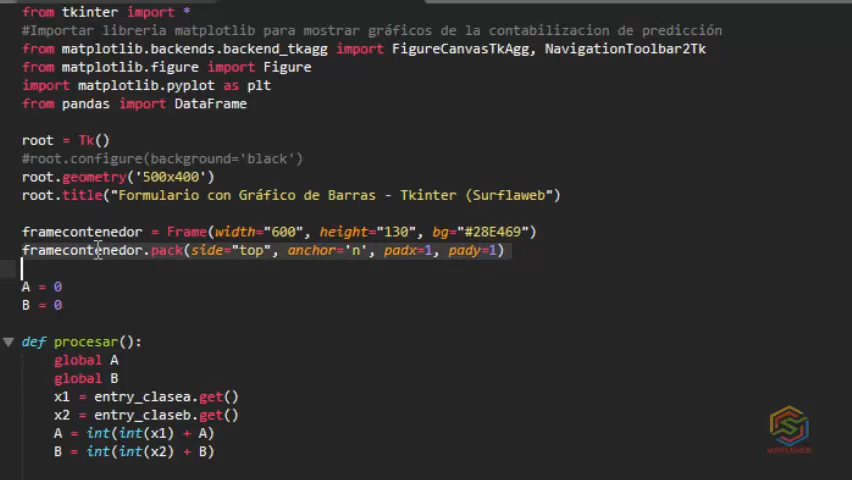 from tkinter import *
#Importar libreria matplotlib para mostrar gráficos de la contabilizacion de predicción
from matplotlib.backends.backend_tkagg import FigureCanvasTkAgg, NavigationToolbar2Tk
from matplotlib.figure import Figure
import matplotlib.pyplot as plt
from pandas import DataFrame
root = Tk()
#root.configure(background='black')
root.geometry('500x400')
root.title("Formulario con Gráfico de Barras - Tkinter (Surflaweb")
framecontenedor = Frame(width="600", height="130", bg="#28E469")
framecontenedor.pack(side="top", anchor='n', padx=1, pady=1)
A = 0
B = 0
def procesar():
global A
global B
x1 = entry_clasea.get()
x2 = entry_claseb.get()
A = int(int(x1) + A)
B = int(int(x2) + B)